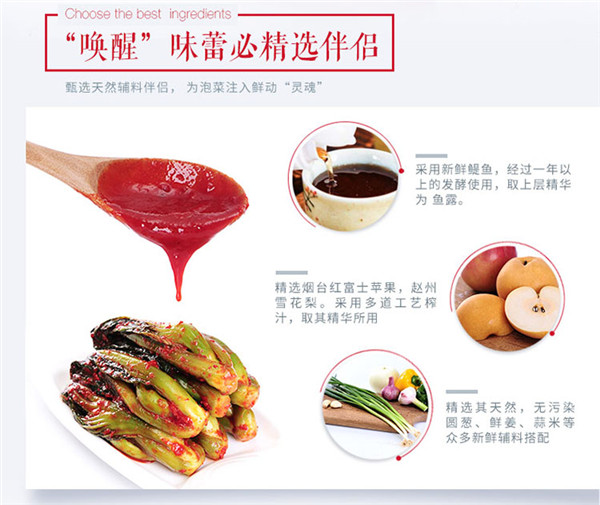 Choose the best ingredients
“唤醒” 味蕾必精选伴侣
甄选天然辅料伴侣， 为泡菜注入鲜动“灵魂”
采用新鲜鳀鱼，经过一年以
上的发酵使用，取上层精华
为 鱼露。
精选烟台红富士苹果，赵州
雪花梨。采用多道工艺榨
汁，取其精华所用
精选其天然，无污染
圆葱、鲜姜、蒜米等
众多新鲜辅料搭配